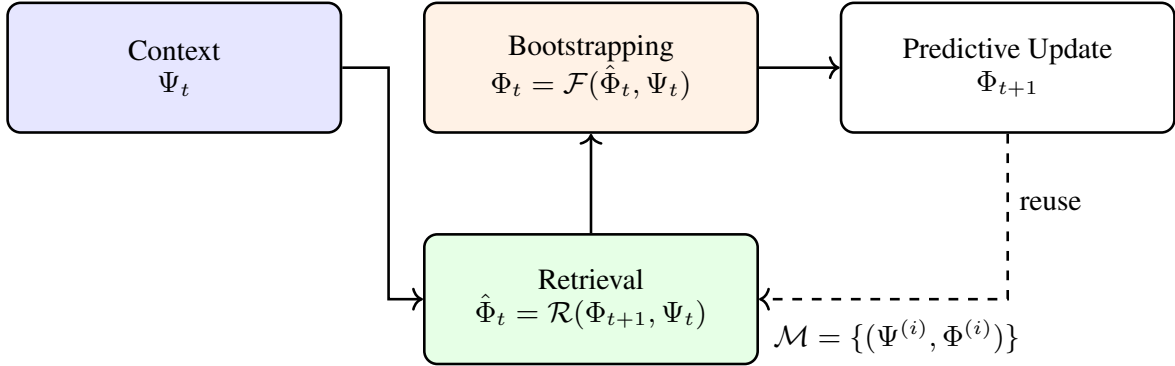 Context
Ψ_t
Bootstrapping
Φ_t = ℱ(Φ̂_t, Ψ_t)
Predictive Update
Φ_{t+1}
reuse
Retrieval
Φ̂_t = ℛ(Φ_{t+1}, Ψ_t)
ℳ = {(Ψ^{(i)}, Φ^{(i)})}